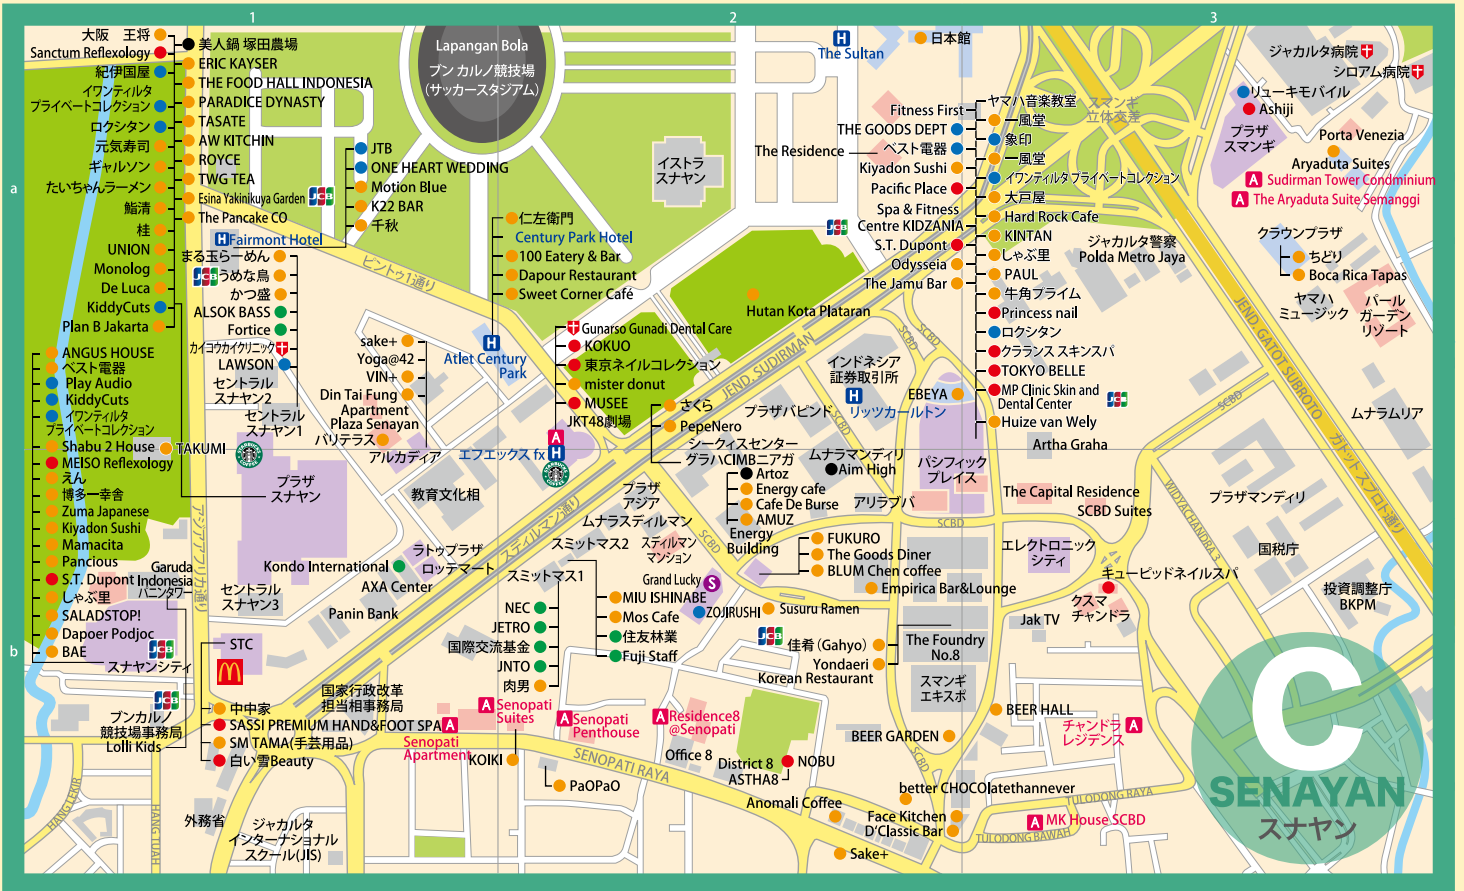 1
2
3
a
b
大阪 王将
Sanctum Reflexology
紀伊国屋
イワンティルタ
プライベートコレクション
ロクシタン
元気寿司
ギャルソン
たいちゃんラーメン
鮨清
桂
UNION
Monolog
De Luca
KiddyCuts
Plan B Jakarta
美人鍋 塚田農場
ERIC KAYSER
THE FOOD HALL INDONESIA
PARADICE DYNASTY
TASATE
AW KITCHIN
ROYCE
TWG TEA
Esina Yakinikuya Garden
JCB
The Pancake CO
H Fairmont Hotel
JTB
ONE HEART WEDDING
Motion Blue
K22 BAR
千秋
まる玉らーめん
JCB
うめな鳥
かつ盛
ALSOK BASS
Fortice
カイヨウカイクリニック
LAWSON
セントラル
スナヤン2
セントラル
スナヤン1
ANGUS HOUSE
ベスト電器
Play Audio
KiddyCuts
イワンティルタ
プライベートコレクション
Shabu 2 House
TAKUMI
MEISO Reflexology
えん
博多一幸舎
Zuma Japanese
Kiyadon Sushi
Mamacita
Pancious
S.T. Dupont
しゃぶ里
SALADSTOP!
Dapoer Podjoc
BAE
JCB
スナヤンシティ
Garuda
Indonesia
パニンタワー
アジアアフリカ通り
プラザ
スナヤン
セントラル
スナヤン3
STC
JCB
ブンカルノ
競技場事務局
Lolli Kids
中中家
SASSI PREMIUM HAND&FOOT SPA
SM TAMA(手芸用品)
白い雪Beauty
HANG LEKIR
HANG TUAH
外務省
ジャカルタ
インターナショナル
スクール(JIS)
国家行政改革
担当相事務局
Lapangan Bola
ブン カルノ競技場
(サッカースタジアム)
イストラ
スナヤン
ビントゥ1通り
仁左衛門
Century Park Hotel
100 Eatery & Bar
Dapour Restaurant
Sweet Corner Café
H
Atlet Century
Park
sake+
Yoga@42
VIN+
Din Tai Fung
Apartment
Plaza Senayan
パリテラス
アルカディア
教育文化相
Gunarso Gunadi Dental Care
KOKUO
東京ネイルコレクション
mister donut
MUSEE
JKT48劇場
A
エフエックス fx H
STARBUCKS COFFEE
スディルマン通り
JEND. SUDIRMAN
Hutan Kota Plataran
さくら
PepeNero
シークィスセンター
グラハCIMBニアガ
プラザバピンド
インドネシア
証券取引所
H
リッツカールトン
EBEYA
ムナラマンディリ
Aim High
アリラブバ
パシフィック
プレイス
Artoz
Energy cafe
Cafe De Burse
AMUZ
Energy
Building
プラザ
アジア
ムナラスディルマン
スミットマス2
スディルマン
マンション
スミットマス1
Kondo International
ラトゥプラザ
ロッテマート
AXA Center
Panin Bank
Grand Lucky S
ZOJIRUSHI
Susuru Ramen
MIU ISHINABE
Mos Cafe
住友林業
Fuji Staff
NEC
JETRO
国際交流基金
JNTO
肉男
FUKURO
The Goods Diner
BLUM Chen coffee
Empirica Bar&Lounge
JCB
佳肴(Gahyo)
Yondaeri
Korean Restaurant
The Foundry
No.8
スマンギ
エキスポ
A Senopati
Suites
A
Senopati
Apartment
A Senopati
Penthouse
A Residence8
@Senopati
KOIKI
PaOPaO
SENOPATI RAYA
Office 8
District 8
ASTHA8
NOBU
Anomali Coffee
Sake+
BEER HALL
BEER GARDEN
better CHOCOlatethannever
Face Kitchen
D'Classic Bar
A MK House SCBD
TULODONG RAYA
TULODONG BAWAH
チャンドラ A
レジデンス
SCBD
SCBD
SCBD
SCBD
SCBD
SCBD
SCBD
H
The Sultan
日本館
Fitness First
THE GOODS DEPT
ベスト電器
The Residence
Kiyadon Sushi
Pacific Place
Spa & Fitness
JCB
Centre KIDZANIA
S.T. Dupont
Odysseia
The Jamu Bar
ヤマハ音楽教室
一風堂
象印
一風堂
イワンティルタプライベートコレクション
大戸屋
Hard Rock Cafe
KINTAN
しゃぶ里
PAUL
牛角プライム
Princess nail
ロクシタン
クラランス スキンスパ
TOKYO BELLE
MP Clinic Skin and
Dental Center
JCB
Huize van Wely
Artha Graha
スマンギ
立体交差
ジャカルタ警察
Polda Metro Jaya
ジャカルタ病院
シロアム病院
リューキモバイル
Ashiji
プラザ
スマンギ
Porta Venezia
Aryaduta Suites
A Sudirman Tower Condminium
A The Aryaduta Suite Semanggi
クラウンプラザ
ちどり
Boca Rica Tapas
ヤマハ
ミュージック
バール
ガーデン
リゾート
JEND. GATOT SUBROTO
ガトットスブロト通り
ムナラムリア
プラザマンディリ
WIDYACHANDRA 3
The Capital Residence
SCBD Suites
エレクトロニック
シティ
キューピッドネイルスパ
クスマ
チャンドラ
Jak TV
国税庁
投資調整庁
BKPM
C
SENAYAN
スナヤン